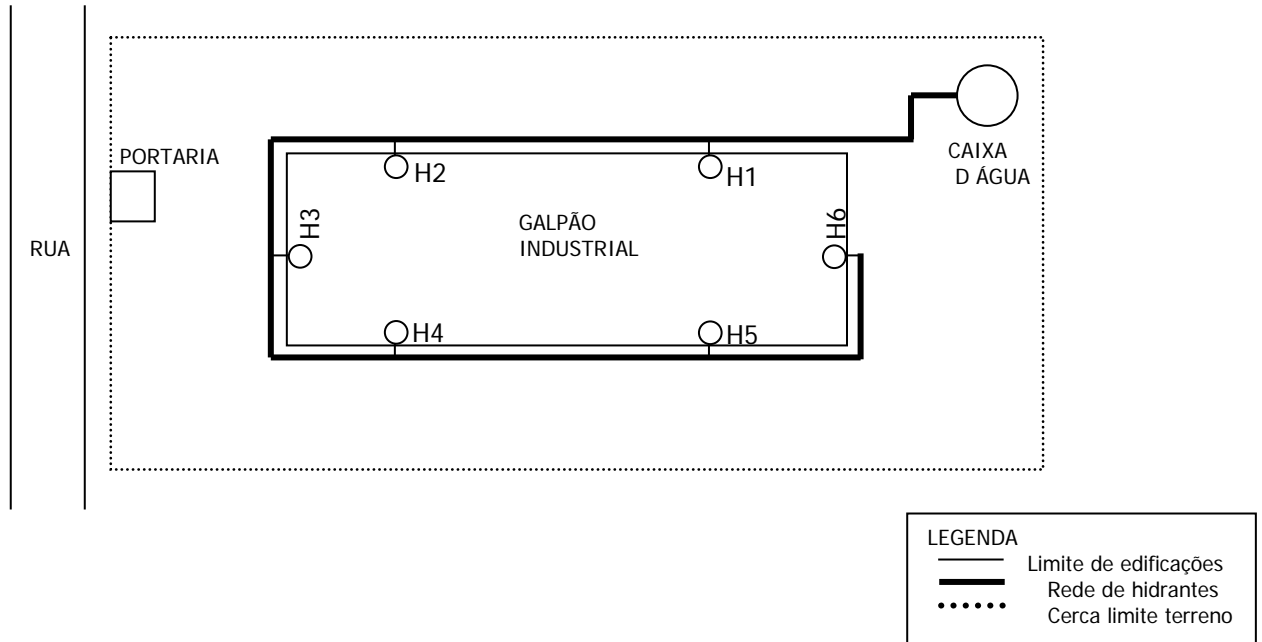 PORTARIA
CAIXA
D ÁGUA
H2
H1
H3
H6
RUA
GALPÃO
INDUSTRIAL
H4
H5
LEGENDA
Limite de edificações
Rede de hidrantes
Cerca limite terreno